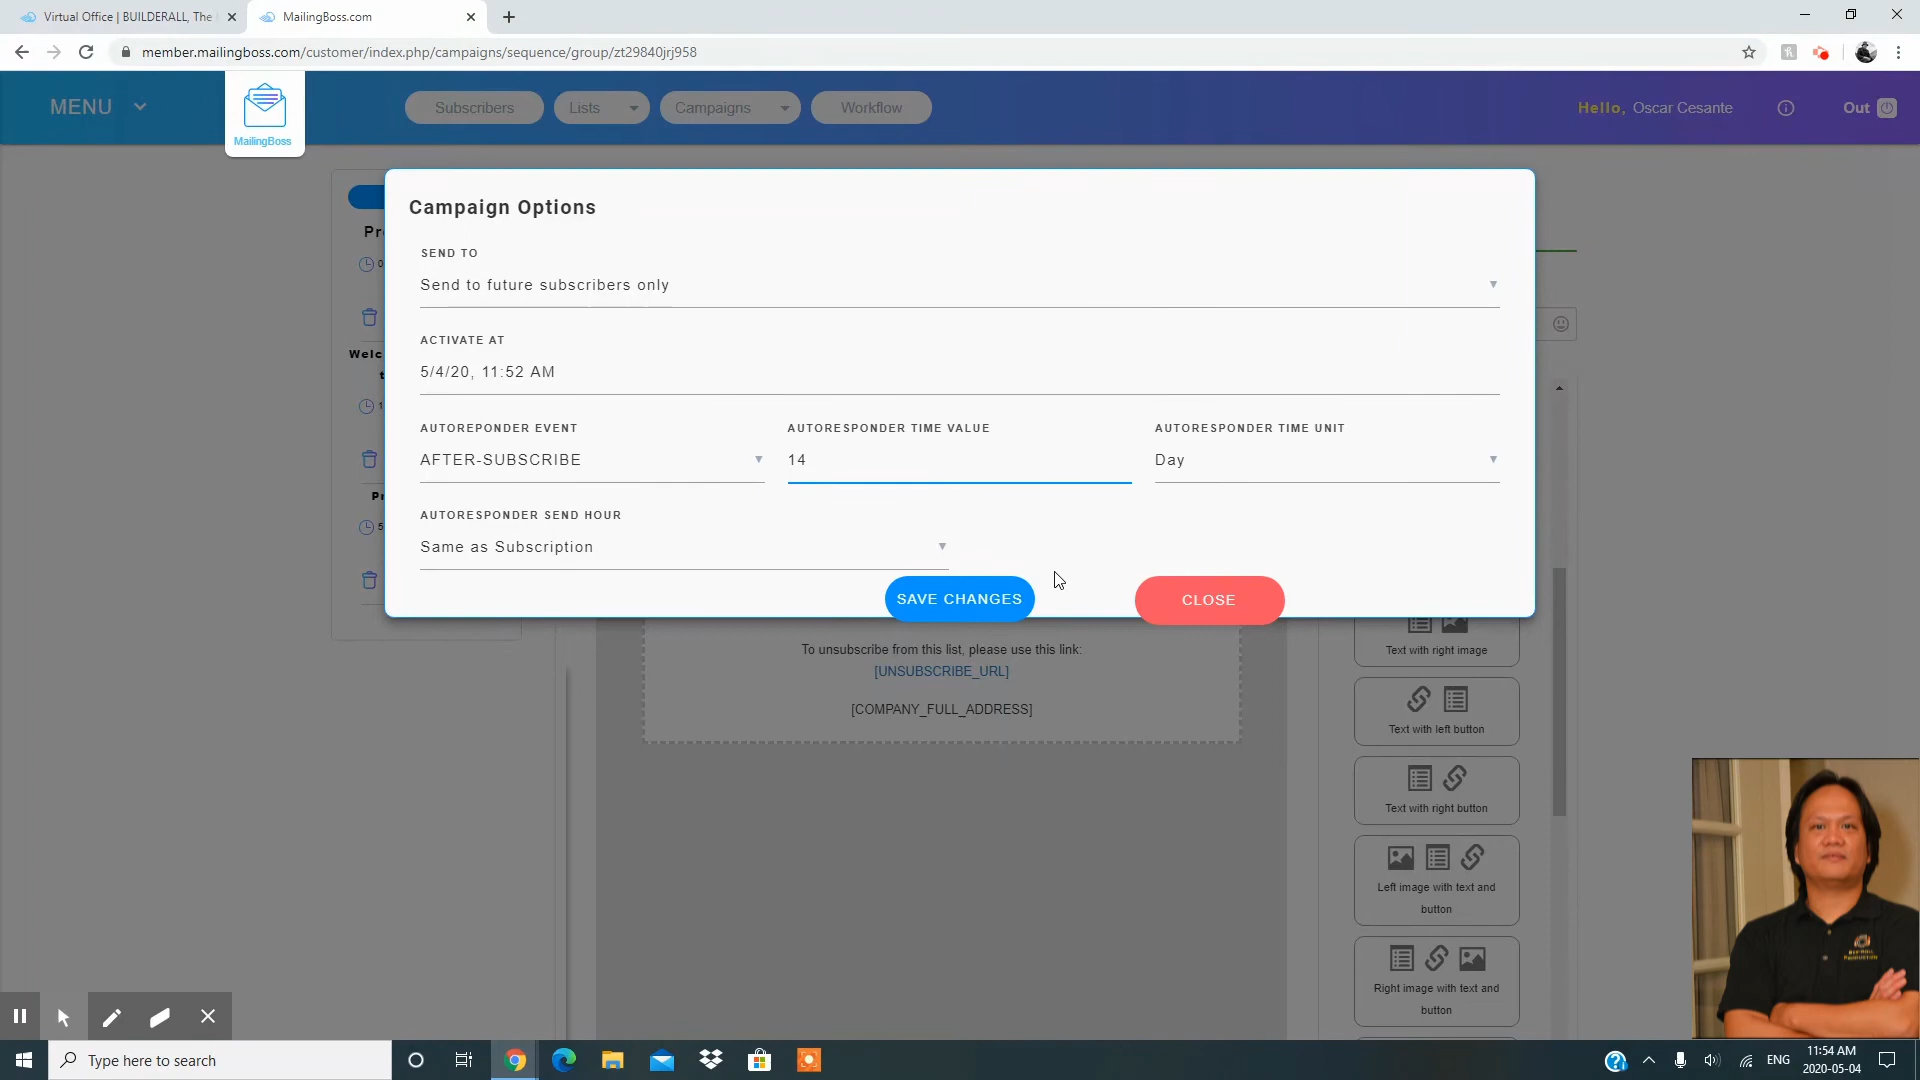 Virtual Office | BUILDERALL, The
MailingBoss.com
member.mailingboss.com/customer/index.php/campaigns/sequence/group/zt29840jrj958
MENU
MailingBoss
Subscribers
Lists
Campaigns
Workflow
Hello, Oscar Cesante
Out
Campaign Options
SEND TO
Send to future subscribers only
ACTIVATE AT
5/4/20, 11:52 AM
AUTOREPONDER EVENT
AUTORESPONDER TIME VALUE
AUTORESPONDER TIME UNIT
AFTER-SUBSCRIBE
14
Day
AUTORESPONDER SEND HOUR
Same as Subscription
SAVE CHANGES
CLOSE
To unsubscribe from this list, please use this link:
[UNSUBSCRIBE_URL]
[COMPANY_FULL_ADDRESS]
Text with right image
Text with left button
Text with right button
Left image with text and
button
Right image with text and
button
Type here to search
ENG
11:54 AM
2020-05-04